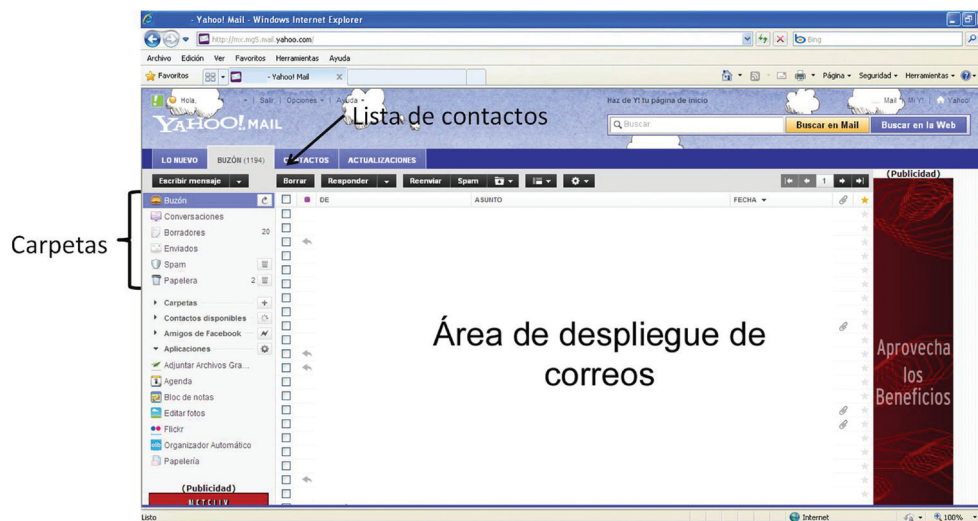 - Yahoo! Mail - Windows Internet Explorer
http://mx.mg5.mail.yahoo.com/
Bing
Archivo Edición Ver Favoritos Herramientas Ayuda
Favoritos
- Yahoo! Mail X
Página Seguridad Herramientas
Hola, | Salir | Opciones | Ayuda
Haz de Y! tu página de inicio
Mail Mi Y! | Yahoo!
YAHOO! MAIL
Lista de contactos
Buscar
Buscar en Mail
Buscar en la Web
LO NUEVO BUZÓN (1194) CONTACTOS ACTUALIZACIONES
Escribir mensaje
Borrar Responder Reenviar Spam
1
(Publicidad)
Buzón
DE ASUNTO FECHA
Conversaciones
Borradores 20
Enviados
Spam
Papelera 2
Carpetas
Carpetas
Contactos disponibles
Amigos de Facebook
Aplicaciones
Adjuntar Archivos Gra...
Agenda
Bloc de notas
Editar fotos
Flickr
Organizador Automático
Papelería
(Publicidad)
NETFLIX
Área de despliegue de
correos
Aprovecha
los
Beneficios
Listo
Internet
100%